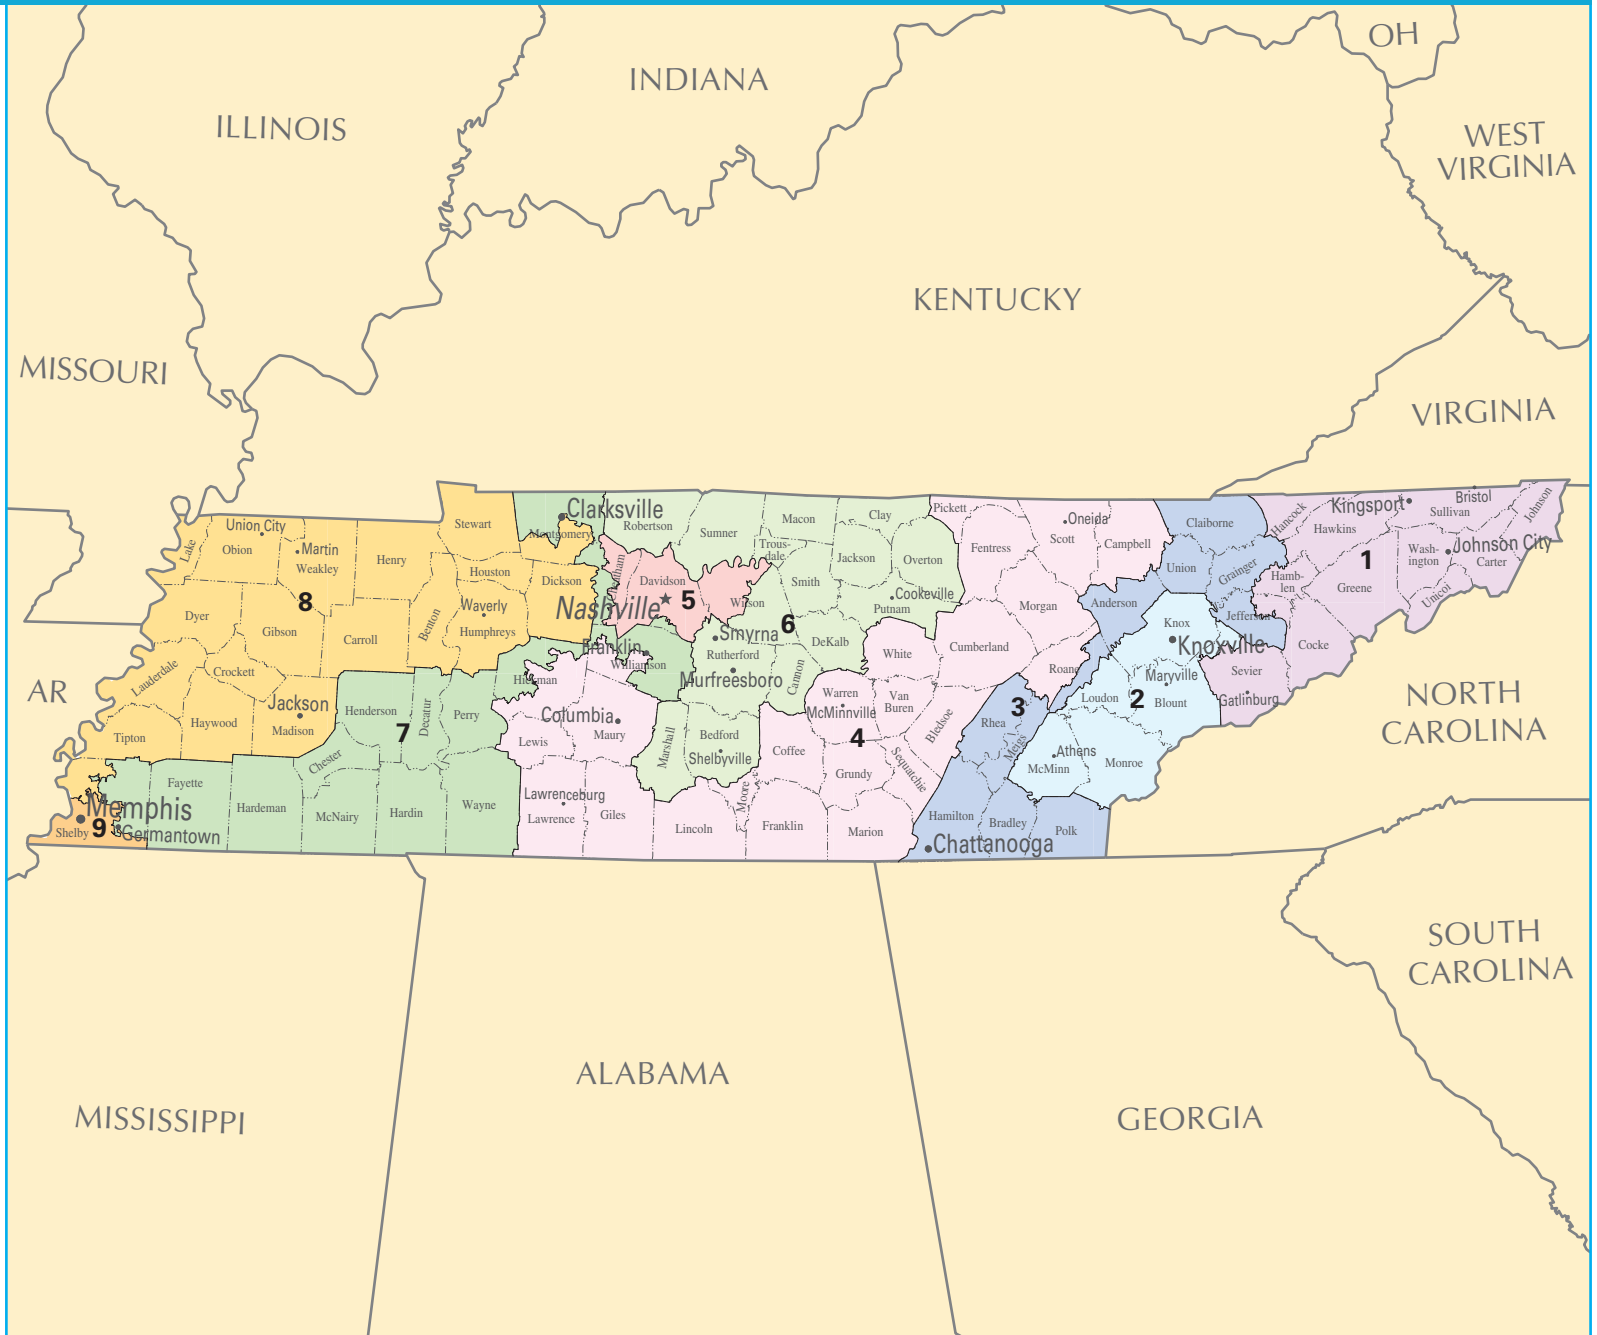 OH
INDIANA
ILLINOIS
WEST
VIRGINIA
KENTUCKY
MISSOURI
VIRGINIA
AR
NORTH
CAROLINA
SOUTH
CAROLINA
ALABAMA
MISSISSIPPI
GEORGIA
Lake
Union City
Obion
Martin
Weakley
Henry
Stewart
Houston
Dickson
Waverly
Humphreys
Benton
Dyer
8
Gibson
Carroll
Crockett
Lauderdale
Haywood
Jackson
Madison
Tipton
Memphis
Shelby
9
Germantown
Fayette
Hardeman
Chester
McNairy
Henderson
7
Decatur
Perry
Hardin
Wayne
Clarksville
Montgomery
Robertson
Sumner
Davidson
Nashville
5
Wilson
Franklin
Williamson
Hickman
Macon
Trous-
dale
Clay
Jackson
Overton
Smith
Cookeville
Putnam
6
DeKalb
Smyrna
Rutherford
Murfreesboro
Cannon
Marshall
Bedford
Shelbyville
Columbia
Maury
Lewis
Lawrenceburg
Lawrence
Giles
Lincoln
Moore
Franklin
Coffee
Warren
McMinnville
4
Grundy
Marion
Van
Buren
White
Sequatchie
Bledsoe
Cumberland
Pickett
Fentress
Oneida
Scott
Campbell
Morgan
Roane
Anderson
3
Rhea
Meigs
Hamilton
Chattanooga
Bradley
Polk
Claiborne
Union
Grainger
Jefferson
Knox
Knoxville
2
Maryville
Loudon
Blount
Athens
McMinn
Monroe
Hancock
Hawkins
Kingsport
Bristol
Sullivan
Johnson
1
Wash-
ington
Johnson City
Carter
Unicoi
Hamb-
len
Greene
Cocke
Sevier
Gatlinburg